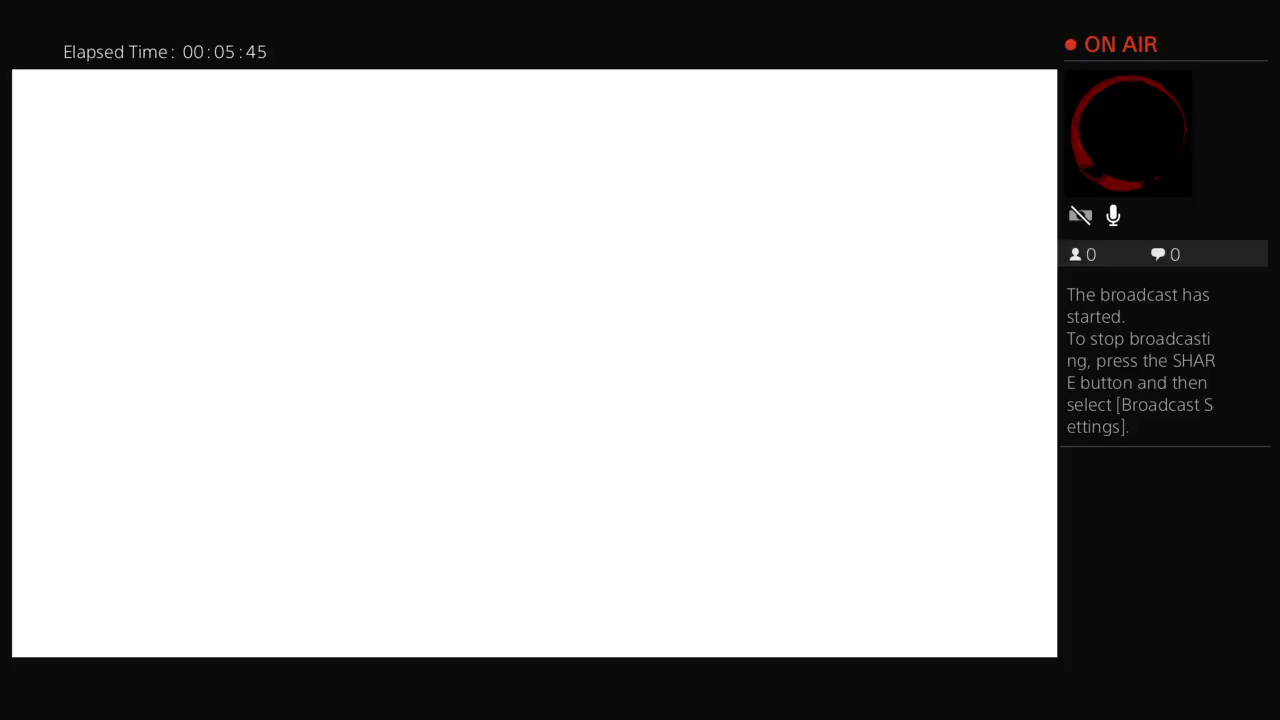 Elapsed Time: 00:05:45
ON AIR
0 0
The broadcast has
started.
To stop broadcasti
ng, press the SHAR
E button and then
select [Broadcast S
ettings].